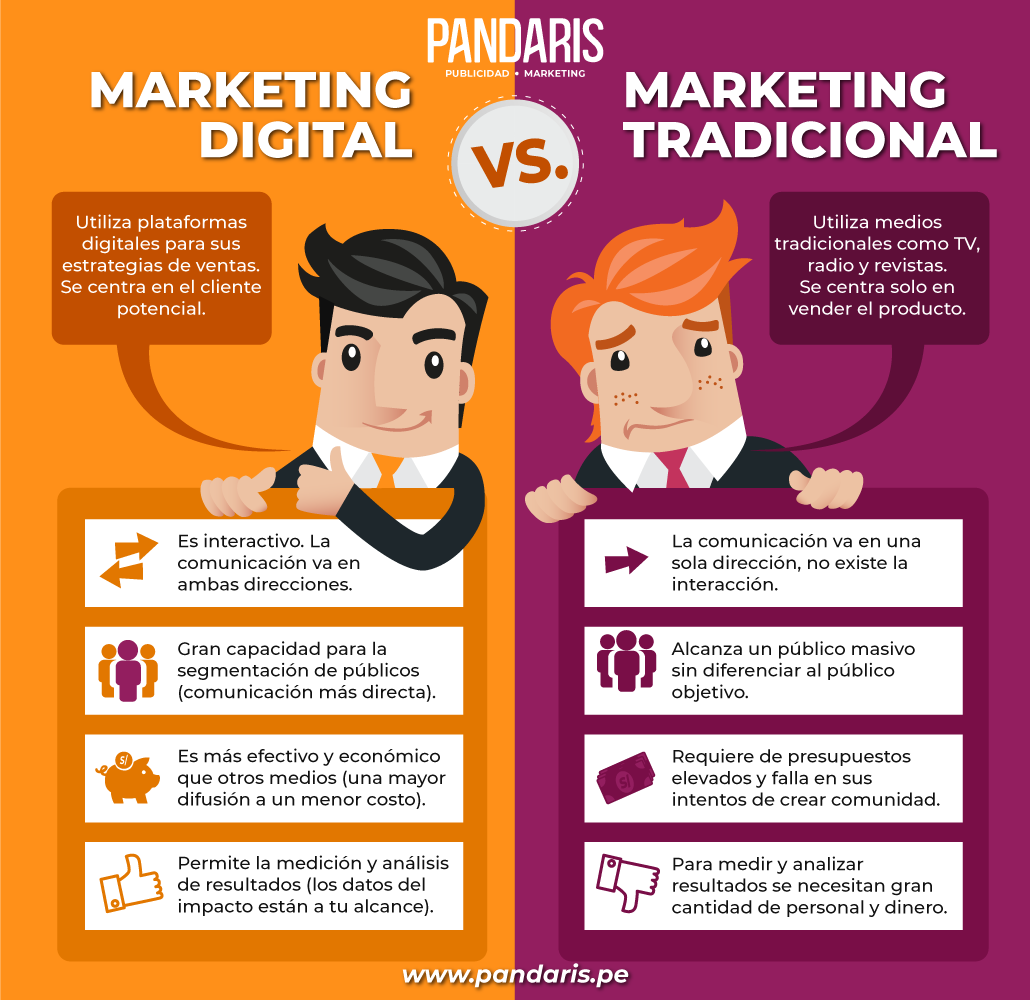 PANDARIS
PUBLICIDAD • MARKETING
MARKETING
DIGITAL
VS.
MARKETING
TRADICIONAL
Utiliza plataformas
digitales para sus
estrategias de ventas.
Se centra en el cliente
potencial.
Utiliza medios
tradicionales como TV,
radio y revistas.
Se centra solo en
vender el producto.
Es interactivo. La
comunicación va en
ambas direcciones.
Gran capacidad para la
segmentación de públicos
(comunicación más directa).
S/
Es más efectivo y económico
que otros medios (una mayor
difusión a un menor costo).
Permite la medición y análisis
de resultados (los datos del
impacto están a tu alcance).
La comunicación va en una
sola dirección, no existe la
interacción.
Alcanza un público masivo
sin diferenciar al público
objetivo.
S/
Requiere de presupuestos
elevados y falla en sus
intentos de crear comunidad.
Para medir y analizar
resultados se necesitan gran
cantidad de personal y dinero.
www.pandaris.pe